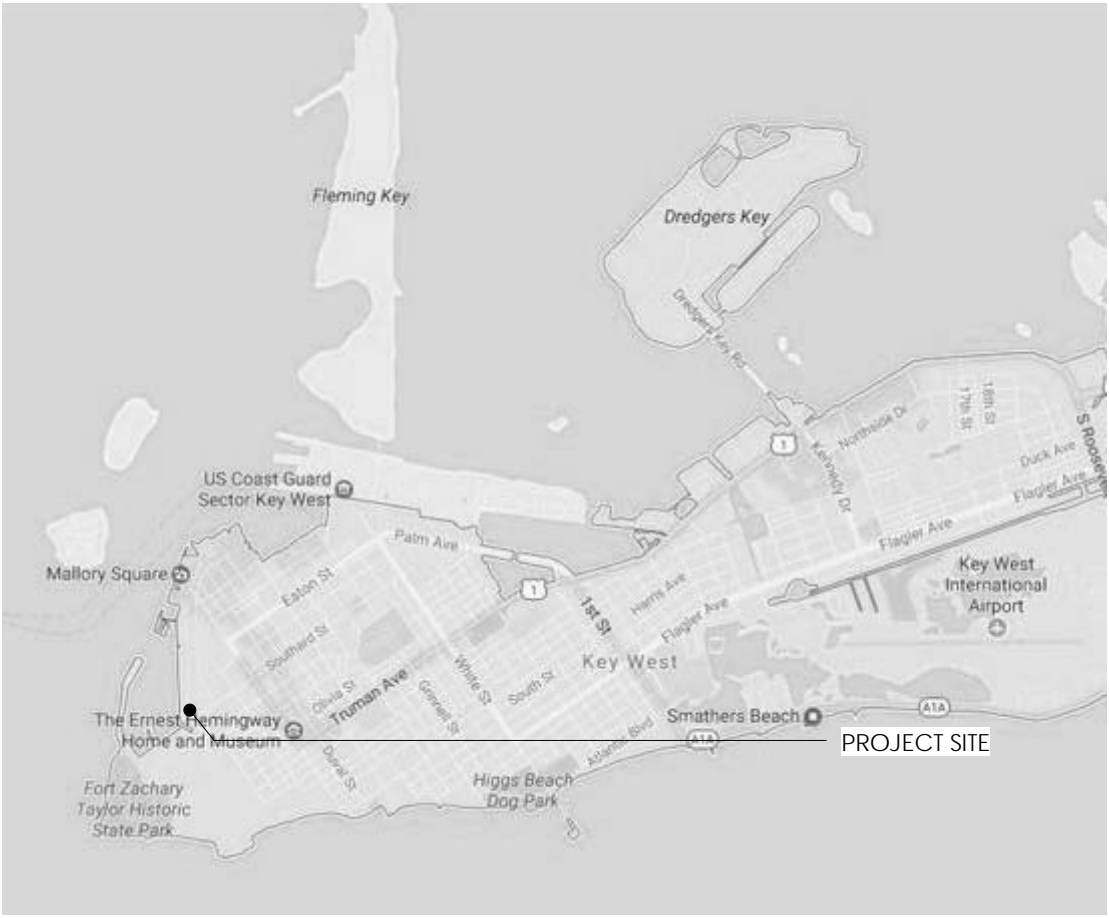 Fleming Key
Dredgers Key
Dredgers Key Rd
18th St
17th St
Northside Dr
S Roosev
1
Kennedy Dr
Duck Ave
Flagler Ave
US Coast Guard
Sector Key West
Palm Ave
Flagler Ave
Mallory Square
Eaton St
1
1st St
Harris Ave
Flagler Ave
Key West
International
Airport
Southard St
Key West
White St
South St
Olivia St
Truman Ave
Grinnell St
The Ernest Hemingway
Home and Museum
Smathers Beach
A1A
A1A
Atlantic Blvd
PROJECT SITE
Duval St
Fort Zachary
Taylor Historic
State Park
Higgs Beach
Dog Park